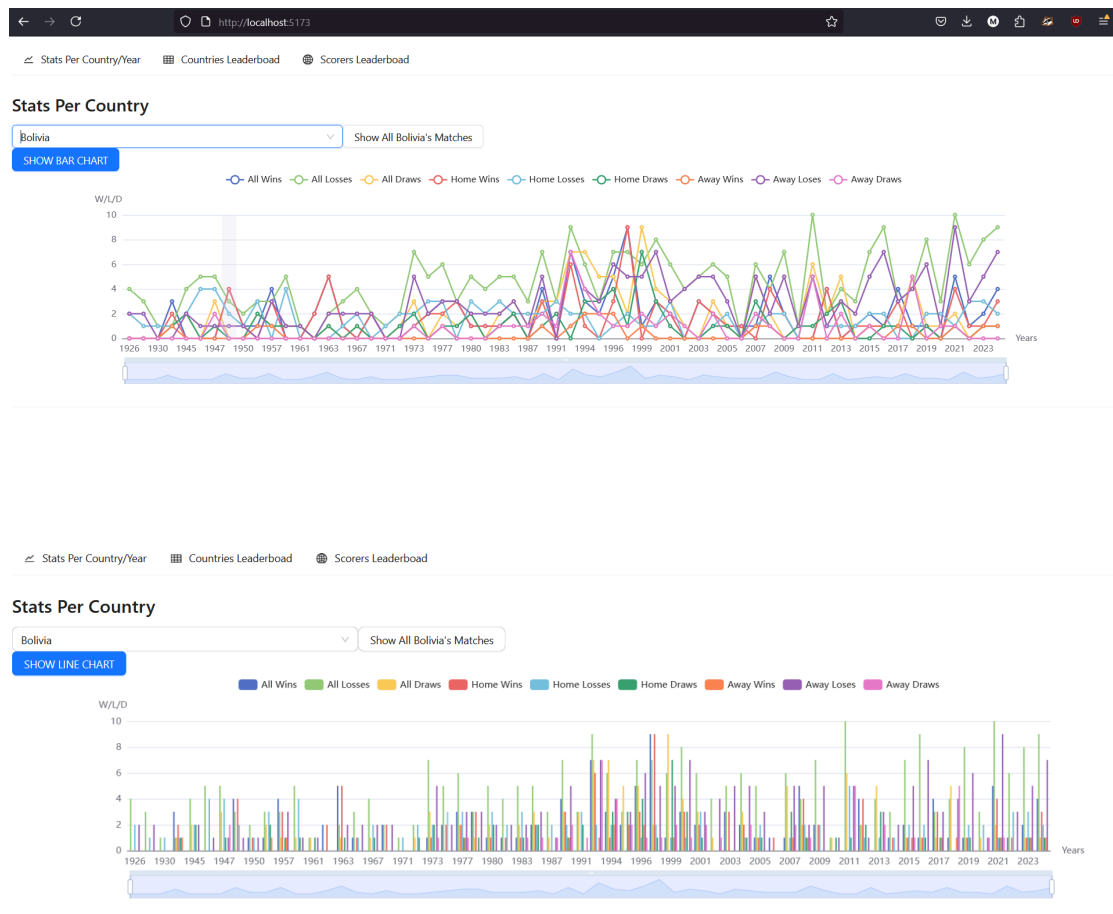 http://localhost:5173
Stats Per Country/Year Countries Leaderboad Scorers Leaderboad
Stats Per Country
Bolivia Show All Bolivia's Matches
SHOW BAR CHART
All Wins All Losses All Draws Home Wins Home Losses Home Draws Away Wins Away Loses Away Draws
W/L/D
10
8
6
4
2
0
Years
1926 1930 1945 1947 1950 1957 1961 1963 1967 1971 1973 1977 1980 1983 1987 1991 1994 1996 1999 2001 2003 2005 2007 2009 2011 2013 2015 2017 2019 2021 2023
Stats Per Country/Year Countries Leaderboad Scorers Leaderboad
Stats Per Country
Bolivia Show All Bolivia's Matches
SHOW LINE CHART
All Wins All Losses All Draws Home Wins Home Losses Home Draws Away Wins Away Loses Away Draws
W/L/D
10
8
6
4
2
0
Years
1926 1930 1945 1947 1950 1957 1961 1963 1967 1971 1973 1977 1980 1983 1987 1991 1994 1996 1999 2001 2003 2005 2007 2009 2011 2013 2015 2017 2019 2021 2023